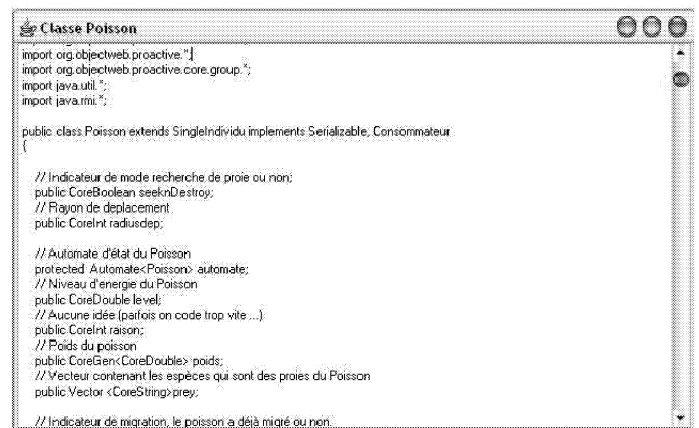 Classe Poisson
import org.objectweb.proactive.*;
import org.objectweb.proactive.core.group.*;
import java.util.*;
import java.rmi.*;
public class Poisson extends SingleIndividu implements Serializable, Consommateur
{
// Indicateur de mode recherche de proie ou non;
public CoreBoolean seeknDestroy;
// Rayon de deplacement
public CoreInt radiusdep;
// Automate d'état du Poisson
protected Automate<Poisson> automate;
// Niveau d'energie du Poisson
public CoreDouble level;
// Aucune idée (parfois on code trop vite ...)
public CoreInt raison;
// Poids du poisson
public CoreGen<CoreDouble> poids;
// Vecteur contenant les espèces qui sont des proies du Poisson
public Vector <CoreString>prey;
// Indicateur de migration, le poisson a déjà migré ou non.